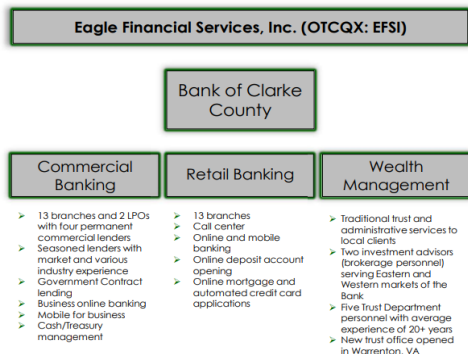 Eagle Financial Services, Inc. (OTCQX: EFSI)
Bank of Clarke
County
Commercial
Banking
➢ 13 branches and 2 LPOs
with four permanent
commercial lenders
➢ Seasoned lenders with
market and various
industry experience
➢ Government Contract
lending
➢ Business online banking
➢ Mobile for business
➢ Cash/Treasury
management
Retail Banking
➢ 13 branches
➢ Call center
➢ Online and mobile
banking
➢ Online deposit account
opening
➢ Online mortgage and
automated credit card
applications
Wealth
Management
➢ Traditional trust and
administrative services to
local clients
➢ Two investment advisors
(brokerage personnel)
serving Eastern and
Western markets of the
Bank
➢ Five Trust Department
personnel with average
experience of 20+ years
➢ New trust office opened
in Warrenton, VA